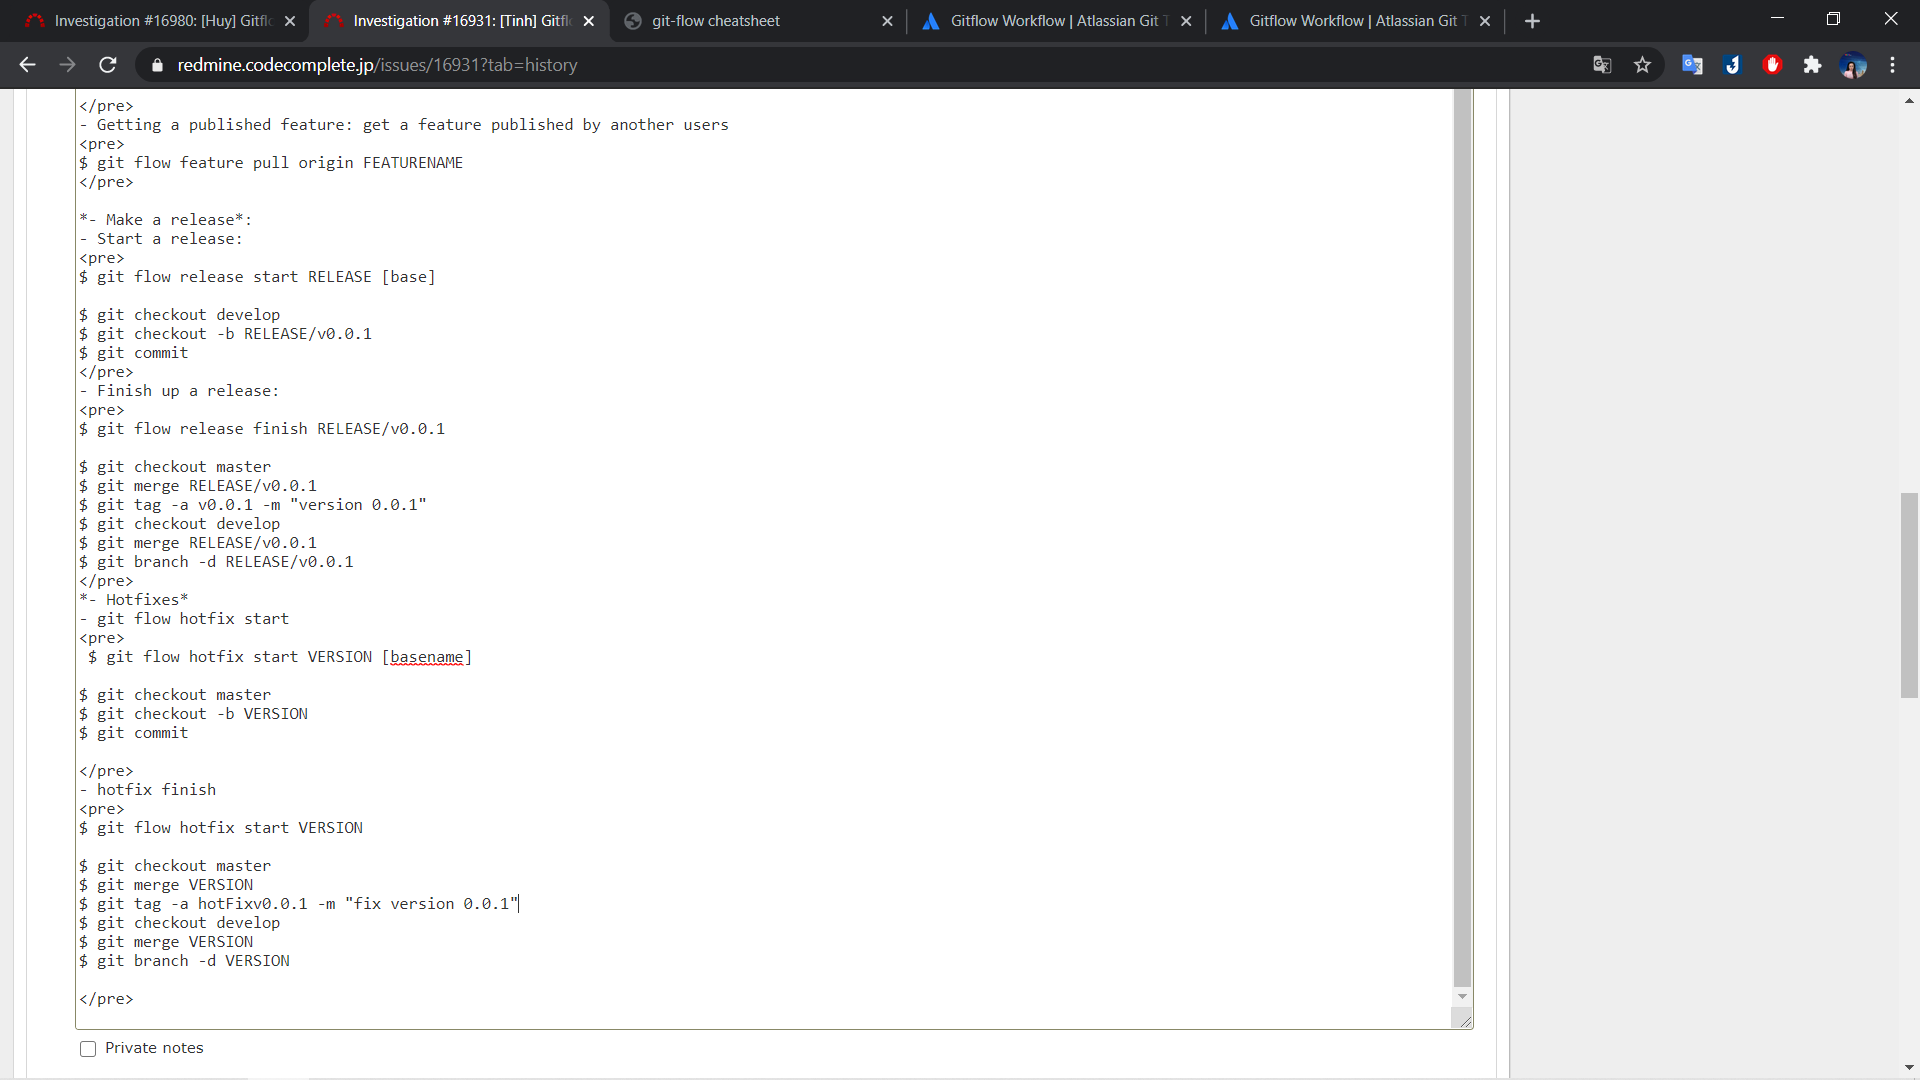 Investigation #16980: [Huy] Gitfl
Investigation #16931: [Tinh] Gitfl
git-flow cheatsheet
Gitflow Workflow | Atlassian Git T
Gitflow Workflow | Atlassian Git T
redmine.codecomplete.jp/issues/16931?tab=history
</pre>
- Getting a published feature: get a feature published by another users
<pre>
$ git flow feature pull origin FEATURENAME
</pre>
*- Make a release*:
- Start a release:
<pre>
$ git flow release start RELEASE [base]
$ git checkout develop
$ git checkout -b RELEASE/v0.0.1
$ git commit
</pre>
- Finish up a release:
<pre>
$ git flow release finish RELEASE/v0.0.1
$ git checkout master
$ git merge RELEASE/v0.0.1
$ git tag -a v0.0.1 -m "version 0.0.1"
$ git checkout develop
$ git merge RELEASE/v0.0.1
$ git branch -d RELEASE/v0.0.1
</pre>
*- Hotfixes*
- git flow hotfix start
<pre>
$ git flow hotfix start VERSION [basename]
$ git checkout master
$ git checkout -b VERSION
$ git commit
</pre>
- hotfix finish
<pre>
$ git flow hotfix start VERSION
$ git checkout master
$ git merge VERSION
$ git tag -a hotFixv0.0.1 -m "fix version 0.0.1"
$ git checkout develop
$ git merge VERSION
$ git branch -d VERSION
</pre>
Private notes